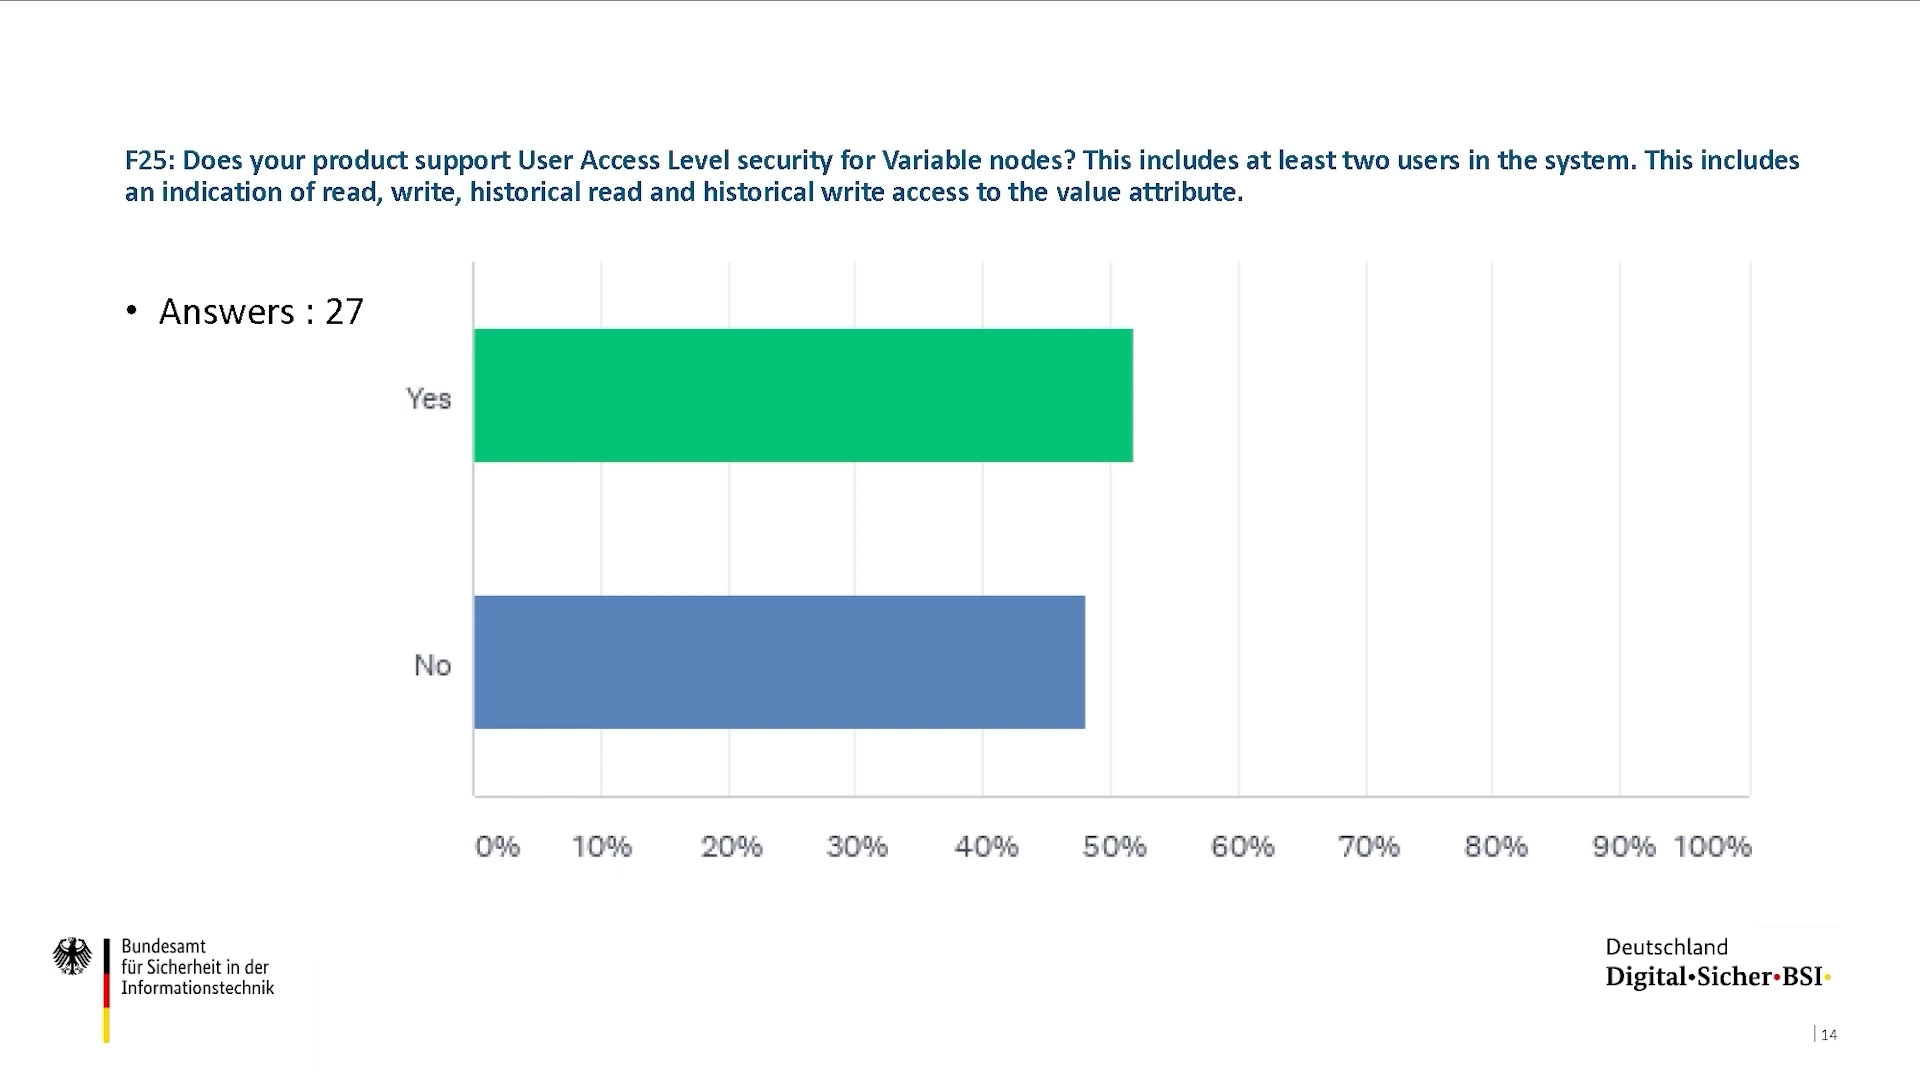 F25: Does your product support User Access Level security for Variable nodes? This includes at least two users in the system. This includes
an indication of read, write, historical read and historical write access to the value attribute.
• Answers : 27
Yes
No
0% 10% 20% 30% 40% 50% 60% 70% 80% 90% 100%
Bundesamt
für Sicherheit in der
Informationstechnik
Deutschland
Digital•Sicher•BSI•
14